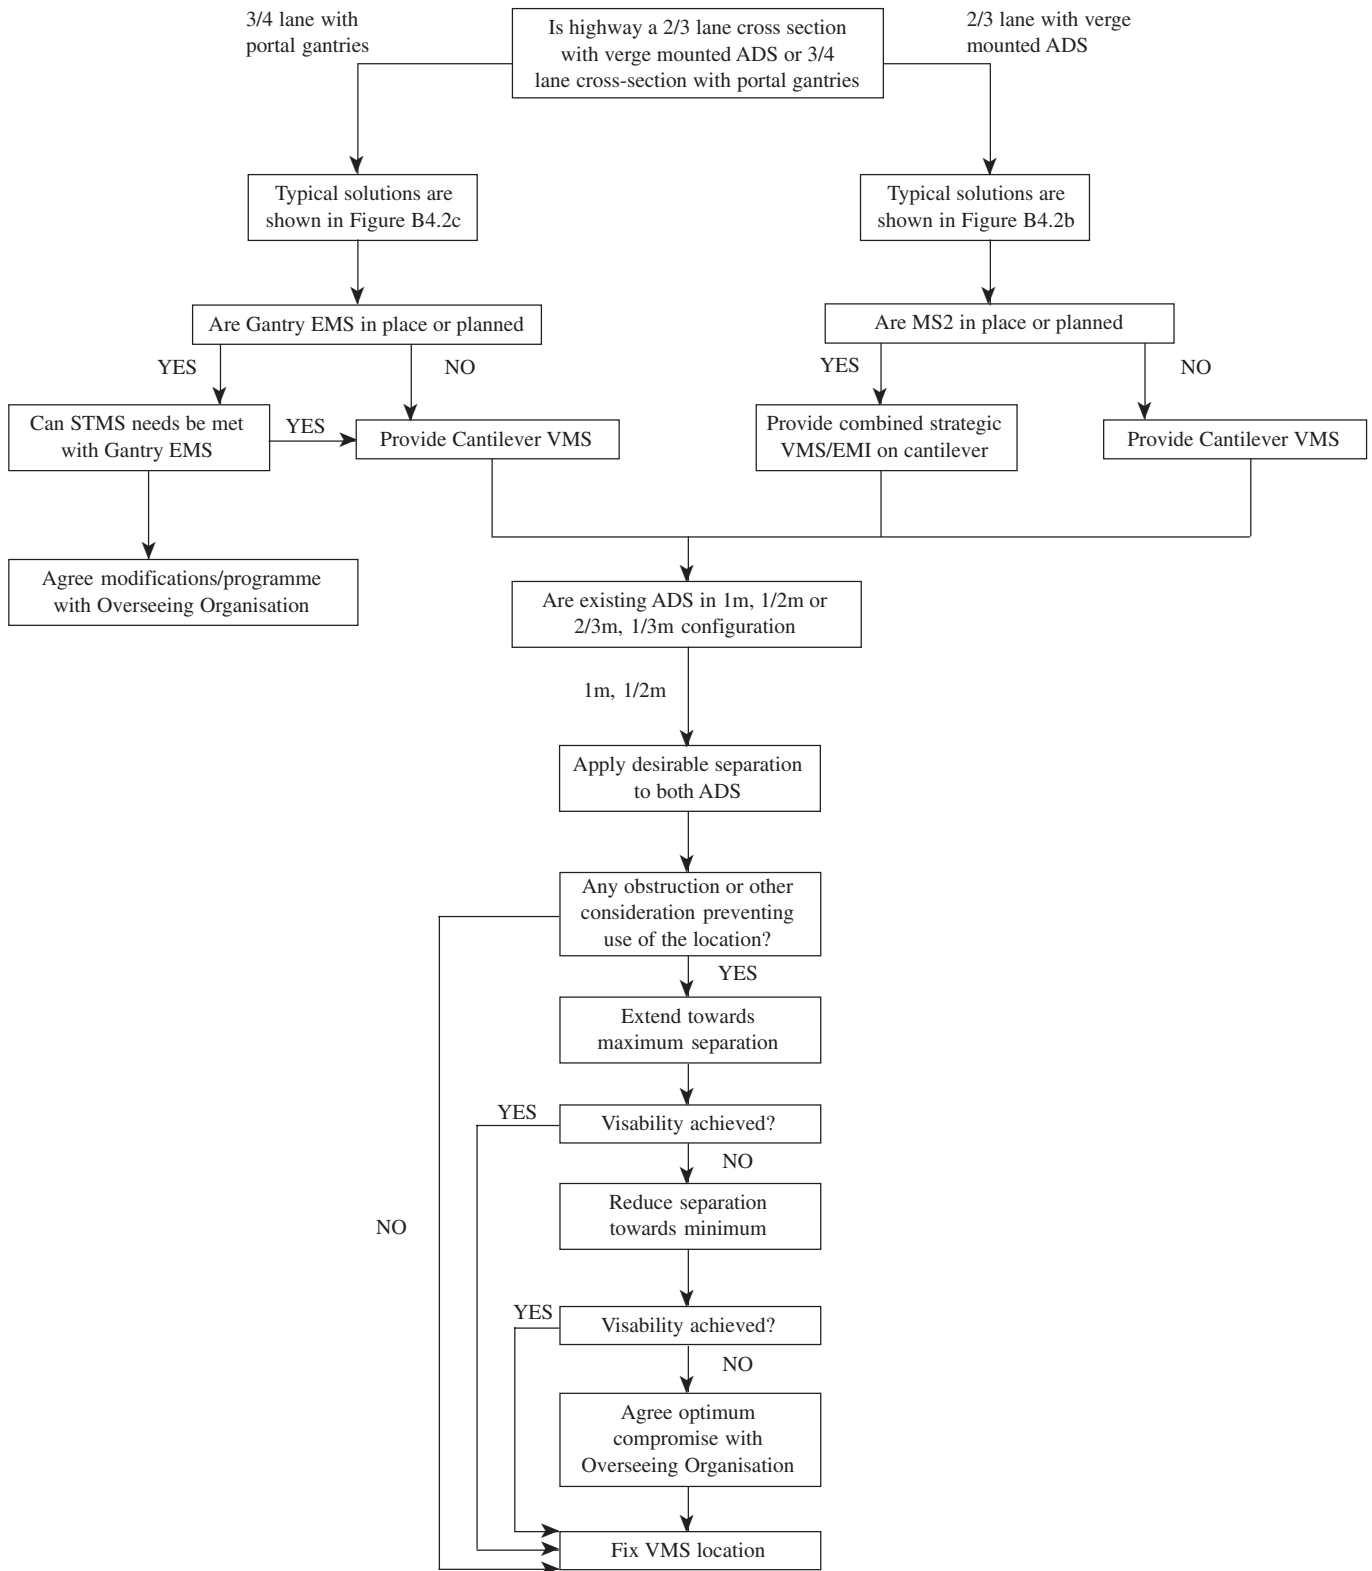 3/4 lane with
portal gantries
Is highway a 2/3 lane cross section
with verge mounted ADS or 3/4
lane cross-section with portal gantries
2/3 lane with verge
mounted ADS
Typical solutions are
shown in Figure B4.2c
Typical solutions are
shown in Figure B4.2b
Are Gantry EMS in place or planned
Are MS2 in place or planned
YES
NO
YES
NO
Can STMS needs be met
with Gantry EMS
YES
Provide Cantilever VMS
Provide combined strategic
VMS/EMI on cantilever
Provide Cantilever VMS
Agree modifications/programme
with Overseeing Organisation
Are existing ADS in 1m, 1/2m or
2/3m, 1/3m configuration
1m, 1/2m
Apply desirable separation
to both ADS
Any obstruction or other
consideration preventing
use of the location?
YES
Extend towards
maximum separation
YES
Visability achieved?
NO
Reduce separation
towards minimum
NO
YES
Visability achieved?
NO
Agree optimum
compromise with
Overseeing Organisation
Fix VMS location